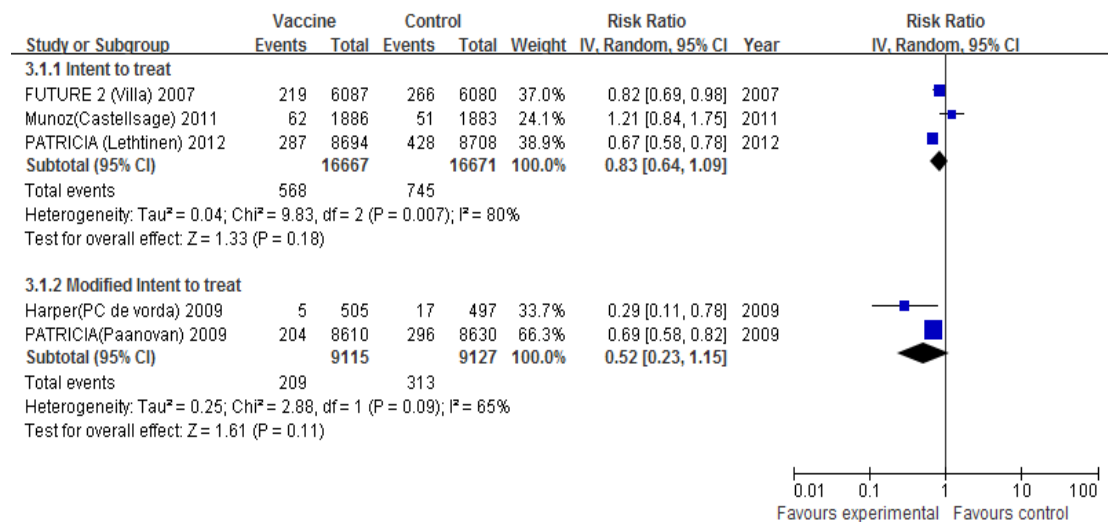 Vaccine Control Risk Ratio Risk Ratio
Study or Subgroup Events Total Events Total Weight IV, Random, 95% CI Year IV, Random, 95% CI
3.1.1 Intent to treat
FUTURE 2 (Villa) 2007 219 6087 266 6080 37.0% 0.82 [0.69, 0.98] 2007
Munoz(Castellsage) 2011 62 1886 51 1883 24.1% 1.21 [0.84, 1.75] 2011
PATRICIA (Lethtinen) 2012 287 8694 428 8708 38.9% 0.67 [0.58, 0.78] 2012
Subtotal (95% CI) 16667 16671 100.0% 0.83 [0.64, 1.09]
Total events 568 745
Heterogeneity: Tau² = 0.04; Chi² = 9.83, df = 2 (P = 0.007); I² = 80%
Test for overall effect: Z = 1.33 (P = 0.18)
3.1.2 Modified Intent to treat
Harper(PC de vorda) 2009 5 505 17 497 33.7% 0.29 [0.11, 0.78] 2009
PATRICIA(Paanovan) 2009 204 8610 296 8630 66.3% 0.69 [0.58, 0.82] 2009
Subtotal (95% CI) 9115 9127 100.0% 0.52 [0.23, 1.15]
Total events 209 313
Heterogeneity: Tau² = 0.25; Chi² = 2.88, df = 1 (P = 0.09); I² = 65%
Test for overall effect: Z = 1.61 (P = 0.11)
0.01 0.1 1 10 100
Favours experimental Favours control